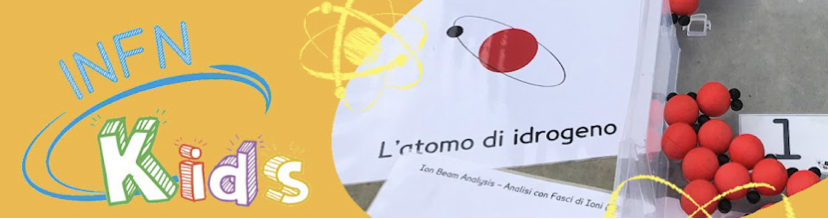 INFN
Kids
L'atomo di idrogeno
Ion Beam Analysis - Analisi con Fasci di Ioni
1